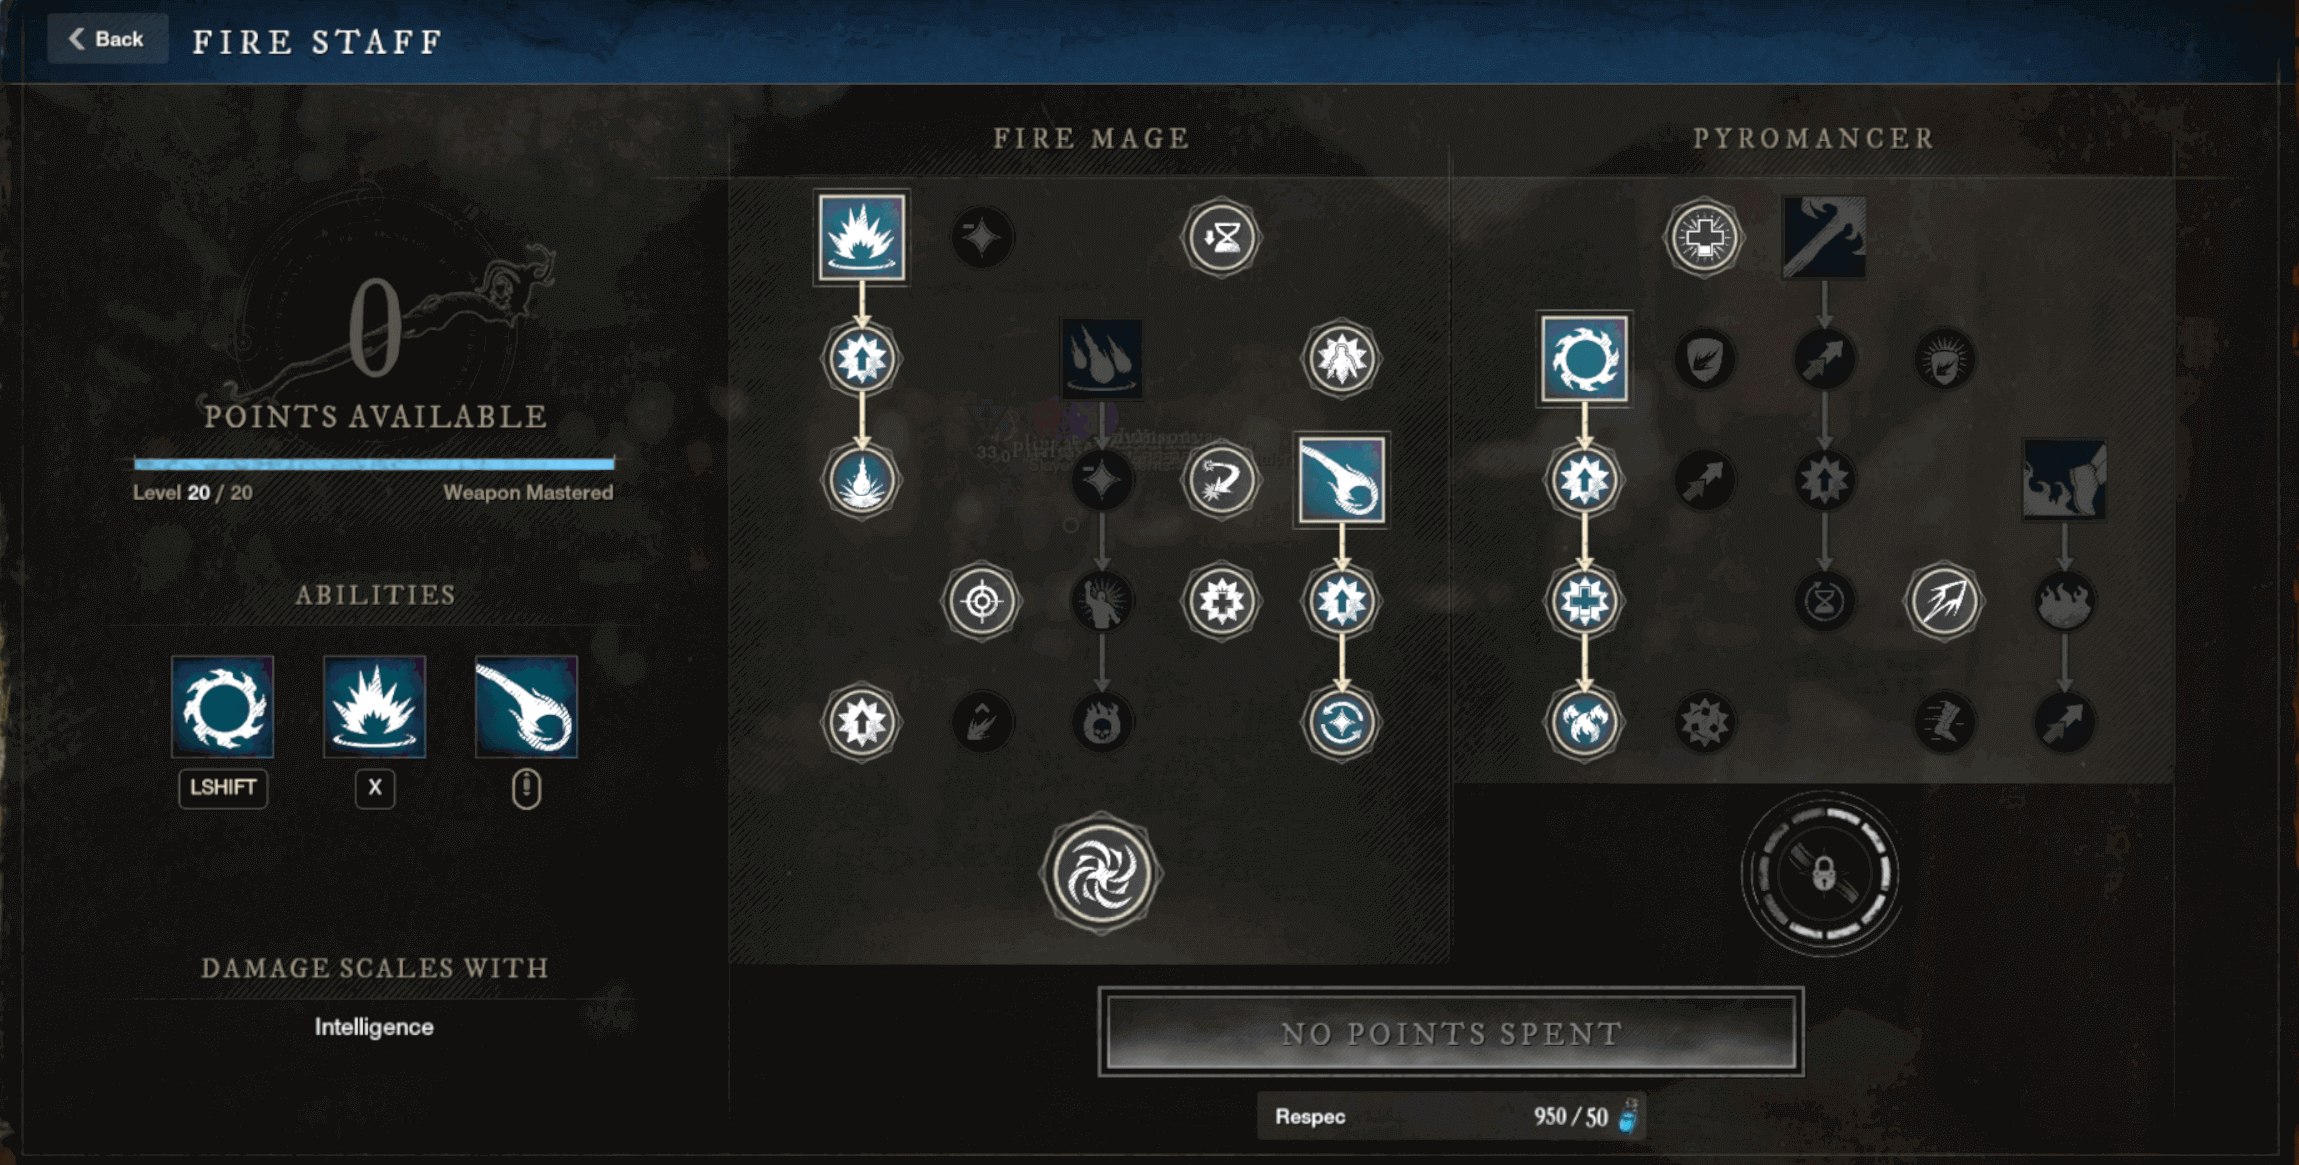 Back
FIRE STAFF
FIRE MAGE
PYROMANCER
0
POINTS AVAILABLE
Level 20 / 20
Weapon Mastered
ABILITIES
LSHIFT
X
DAMAGE SCALES WITH
Intelligence
NO POINTS SPENT
Respec
950 / 50